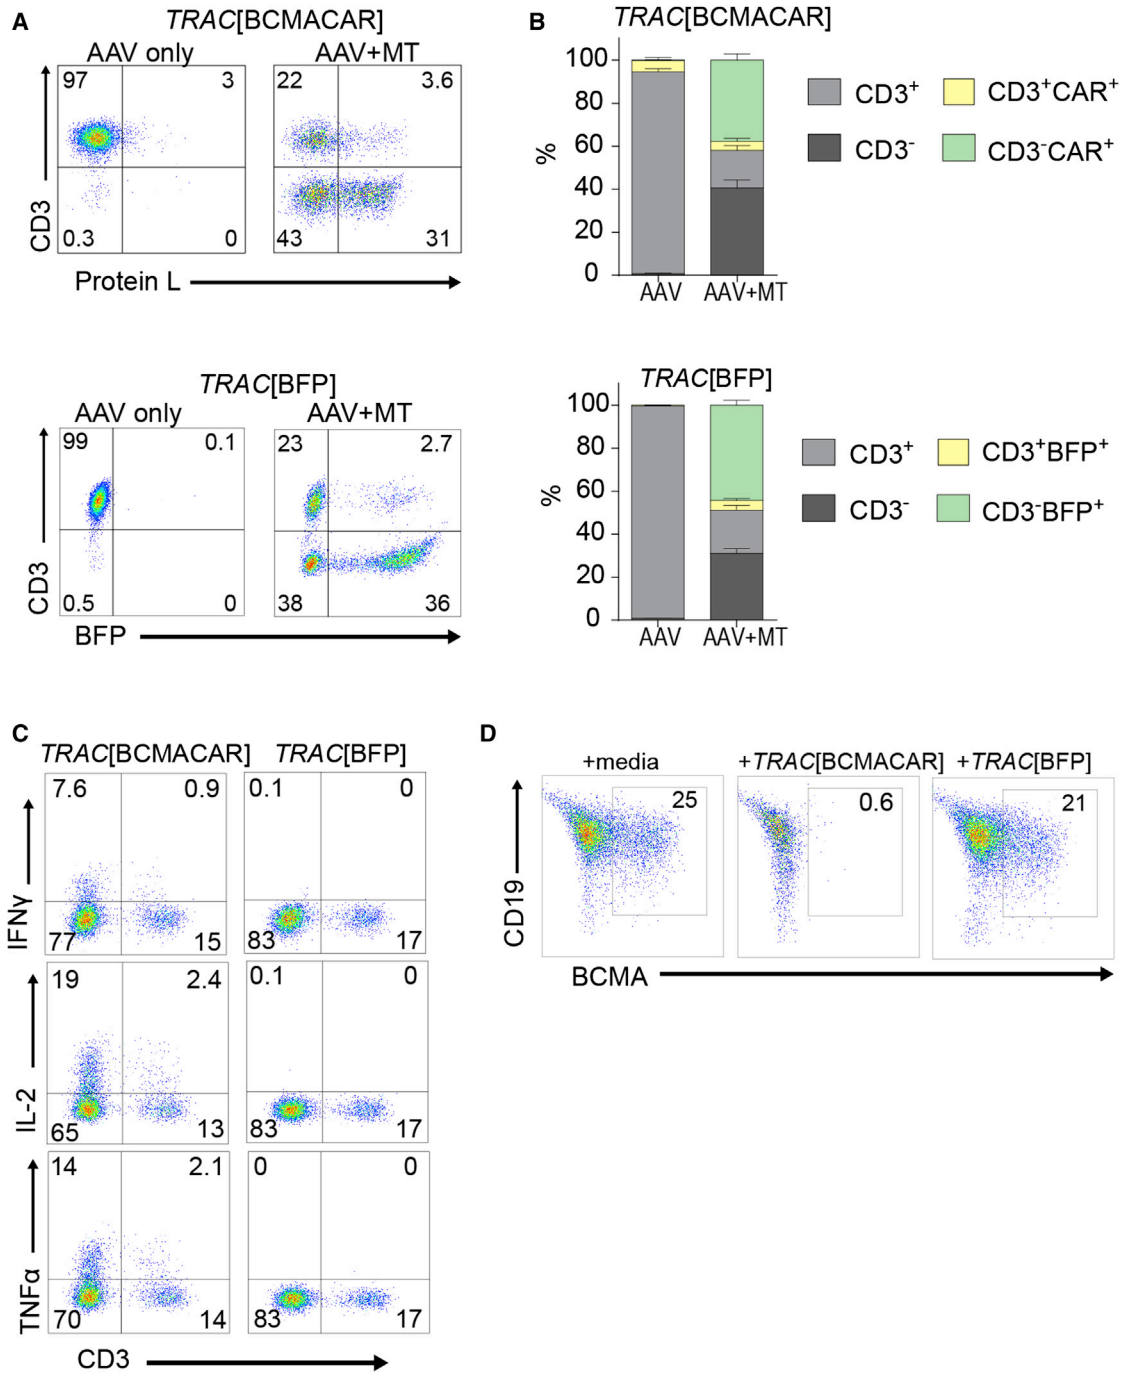 A
TRAC[BCMACAR]
AAV only AAV+MT
97 3 22 3.6
CD3
0.3 0 43 31
Protein L
TRAC[BFP]
AAV only AAV+MT
99 0.1 23 2.7
CD3
0.5 0 38 36
BFP
B
TRAC[BCMACAR]
100
80
60
40
20
0
%
AAV AAV+MT
CD3⁺ CD3⁺CAR⁺
CD3⁻ CD3⁻CAR⁺
TRAC[BFP]
100
80
60
40
20
0
%
AAV AAV+MT
CD3⁺ CD3⁺BFP⁺
CD3⁻ CD3⁻BFP⁺
C
TRAC[BCMACAR] TRAC[BFP]
7.6 0.9 0.1 0
IFNγ
77 15 83 17
19 2.4 0.1 0
IL-2
65 13 83 17
14 2.1 0 0
TNFα
70 14 83 17
CD3
D
+media +TRAC[BCMACAR] +TRAC[BFP]
25 0.6 21
CD19
BCMA